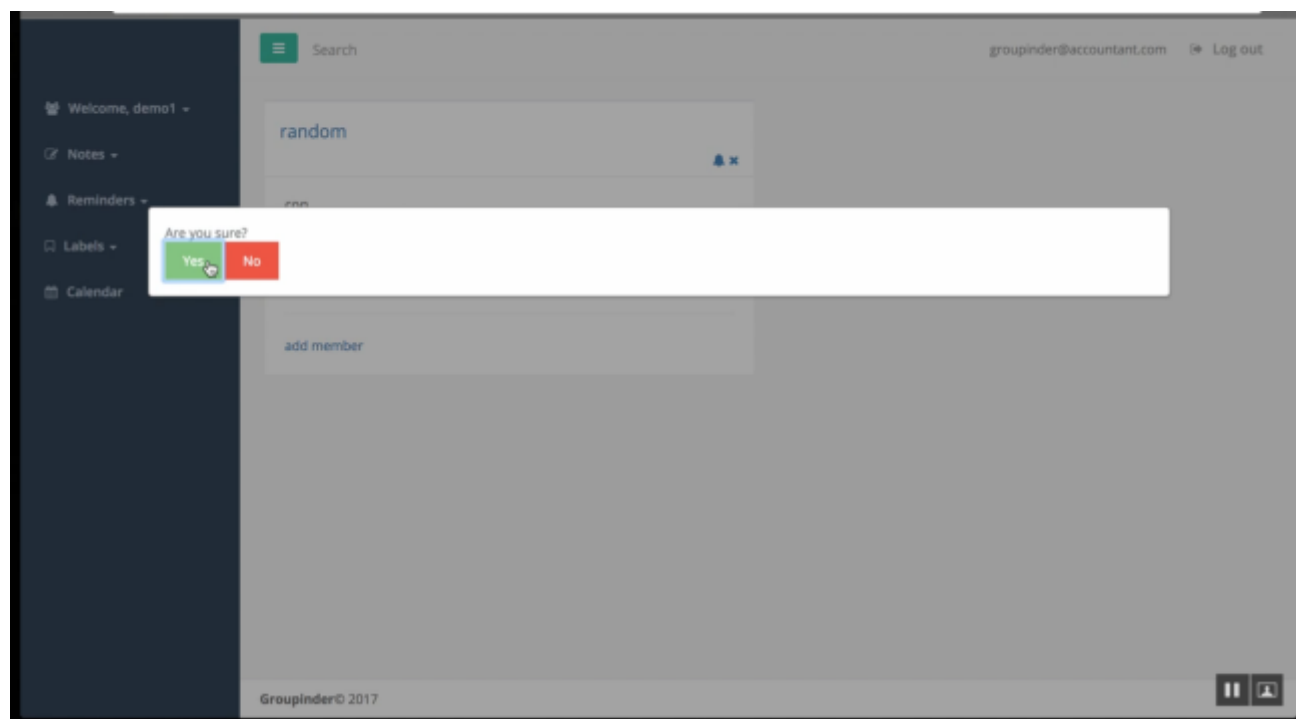 Search
groupinder@accountant.com Log out
Welcome, demo1
Notes
Reminders
Labels
Calendar
random
Are you sure?
Yes No
add member
Groupinder© 2017